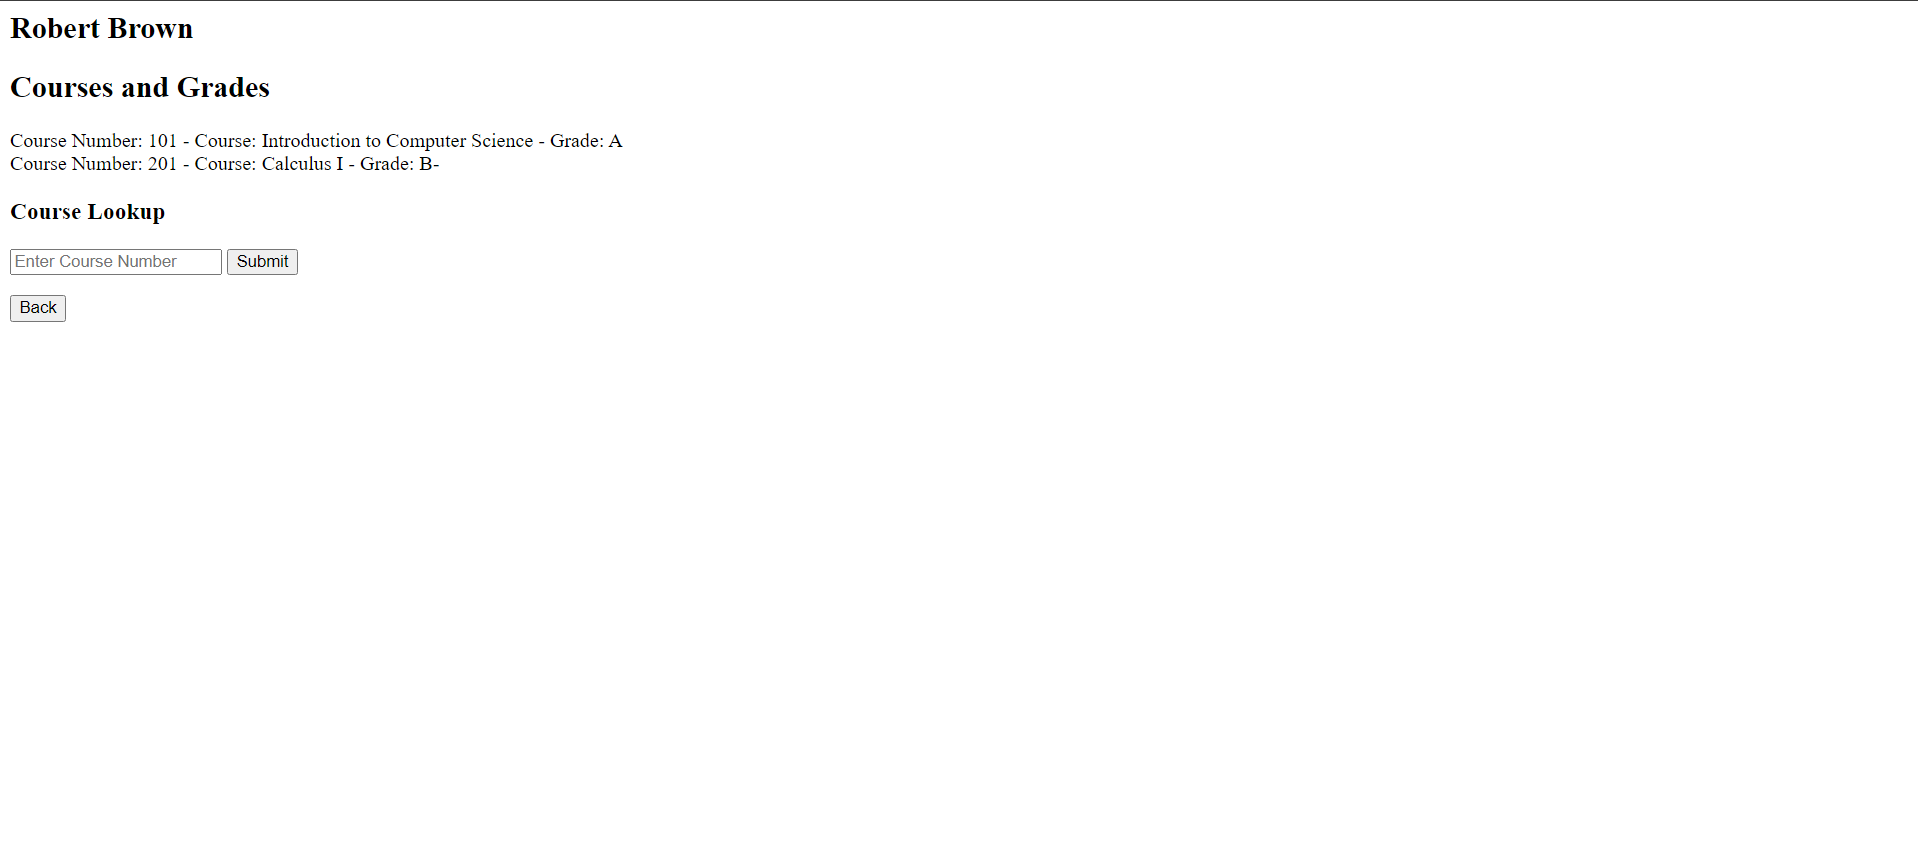 Robert Brown
Courses and Grades
Course Number: 101 - Course: Introduction to Computer Science - Grade: A
Course Number: 201 - Course: Calculus I - Grade: B-
Course Lookup
Enter Course Number Submit
Back